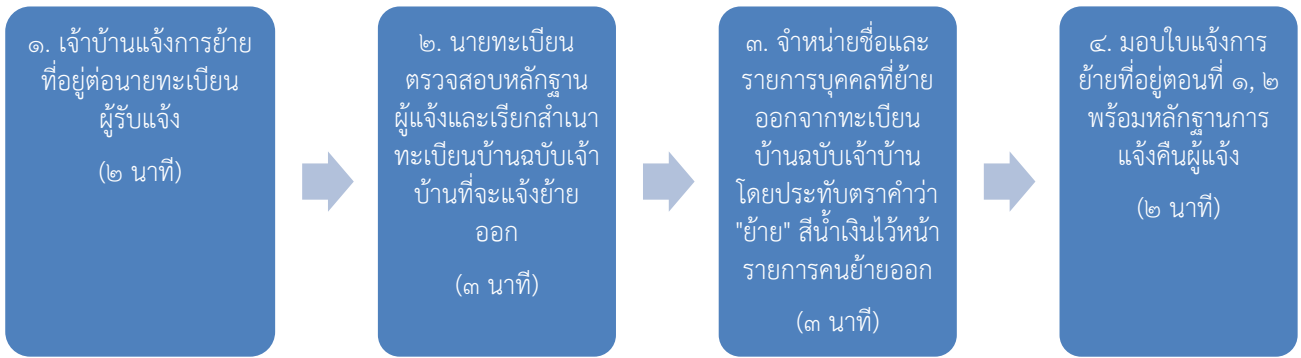 ๑. เจ้าบ้านแจ้งการย้าย
ที่อยู่ต่อนายทะเบียน
ผู้รับแจ้ง
(๒ นาที)
๒. นายทะเบียน
ตรวจสอบหลักฐาน
ผู้แจ้งและเรียกสำเนา
ทะเบียนบ้านฉบับเจ้า
บ้านที่จะแจ้งย้าย
ออก
(๓ นาที)
๓. จำหน่ายชื่อและ
รายการบุคคลที่ย้าย
ออกจากทะเบียน
บ้านฉบับเจ้าบ้าน
โดยประทับตราคำว่า
"ย้าย" สีน้ำเงินไว้หน้า
รายการคนย้ายออก
(๓ นาที)
๔. มอบใบแจ้งการ
ย้ายที่อยู่ตอนที่ ๑, ๒
พร้อมหลักฐานการ
แจ้งคืนผู้แจ้ง
(๒ นาที)